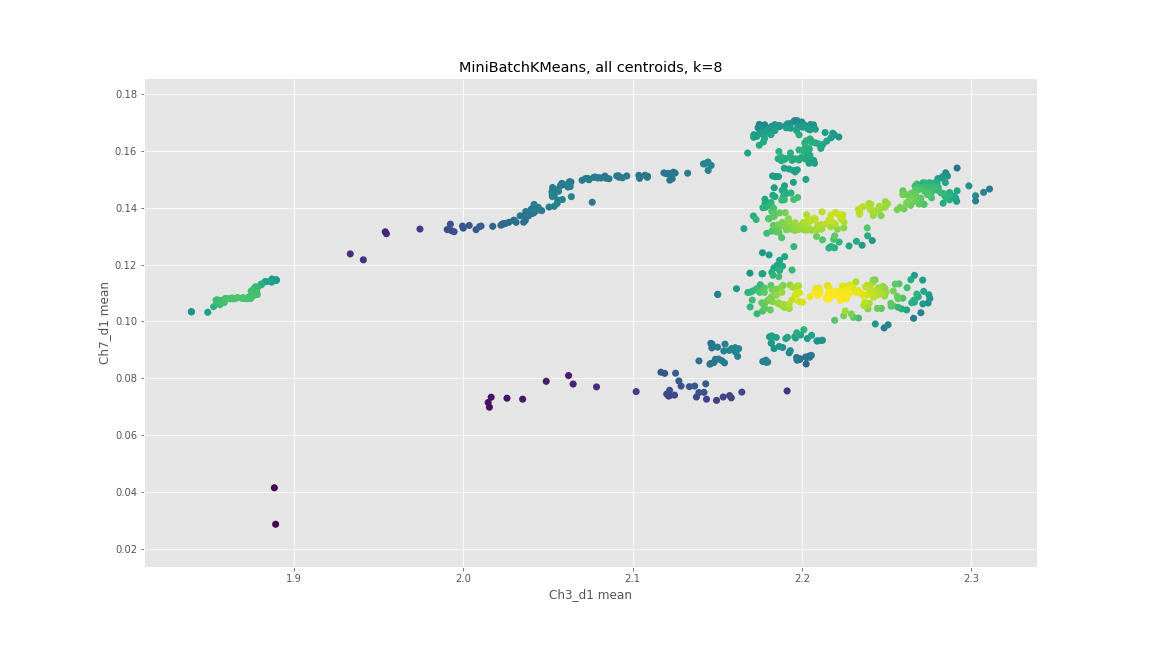 MiniBatchKMeans, all centroids, k=8
0.18
0.16
0.14
0.12
0.10
0.08
0.06
0.04
0.02
Ch7_d1 mean
1.9 2.0 2.1 2.2 2.3
Ch3_d1 mean